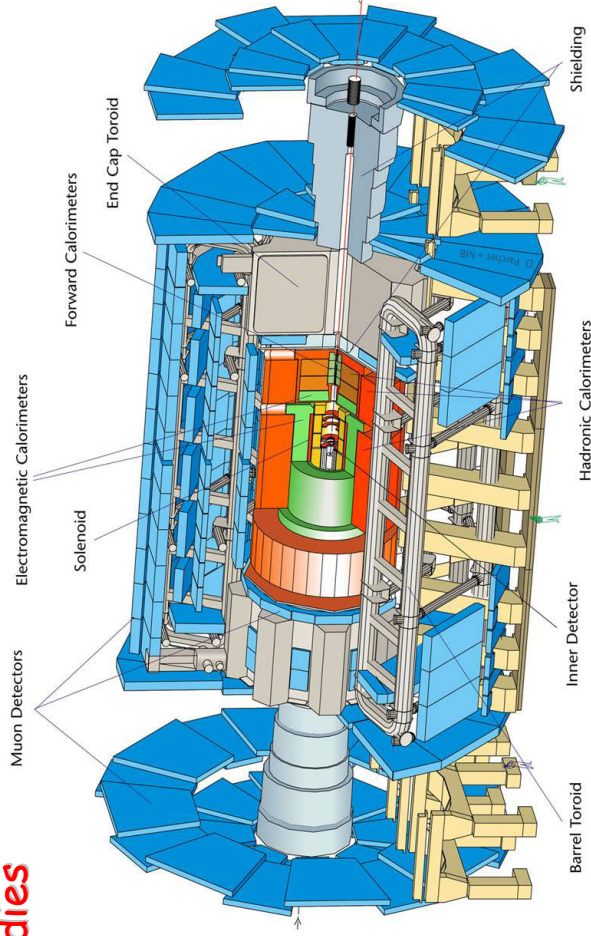 dies
Muon Detectors
Electromagnetic Calorimeters
Solenoid
Forward Calorimeters
End Cap Toroid
Barrel Toroid
Inner Detector
Hadronic Calorimeters
Shielding